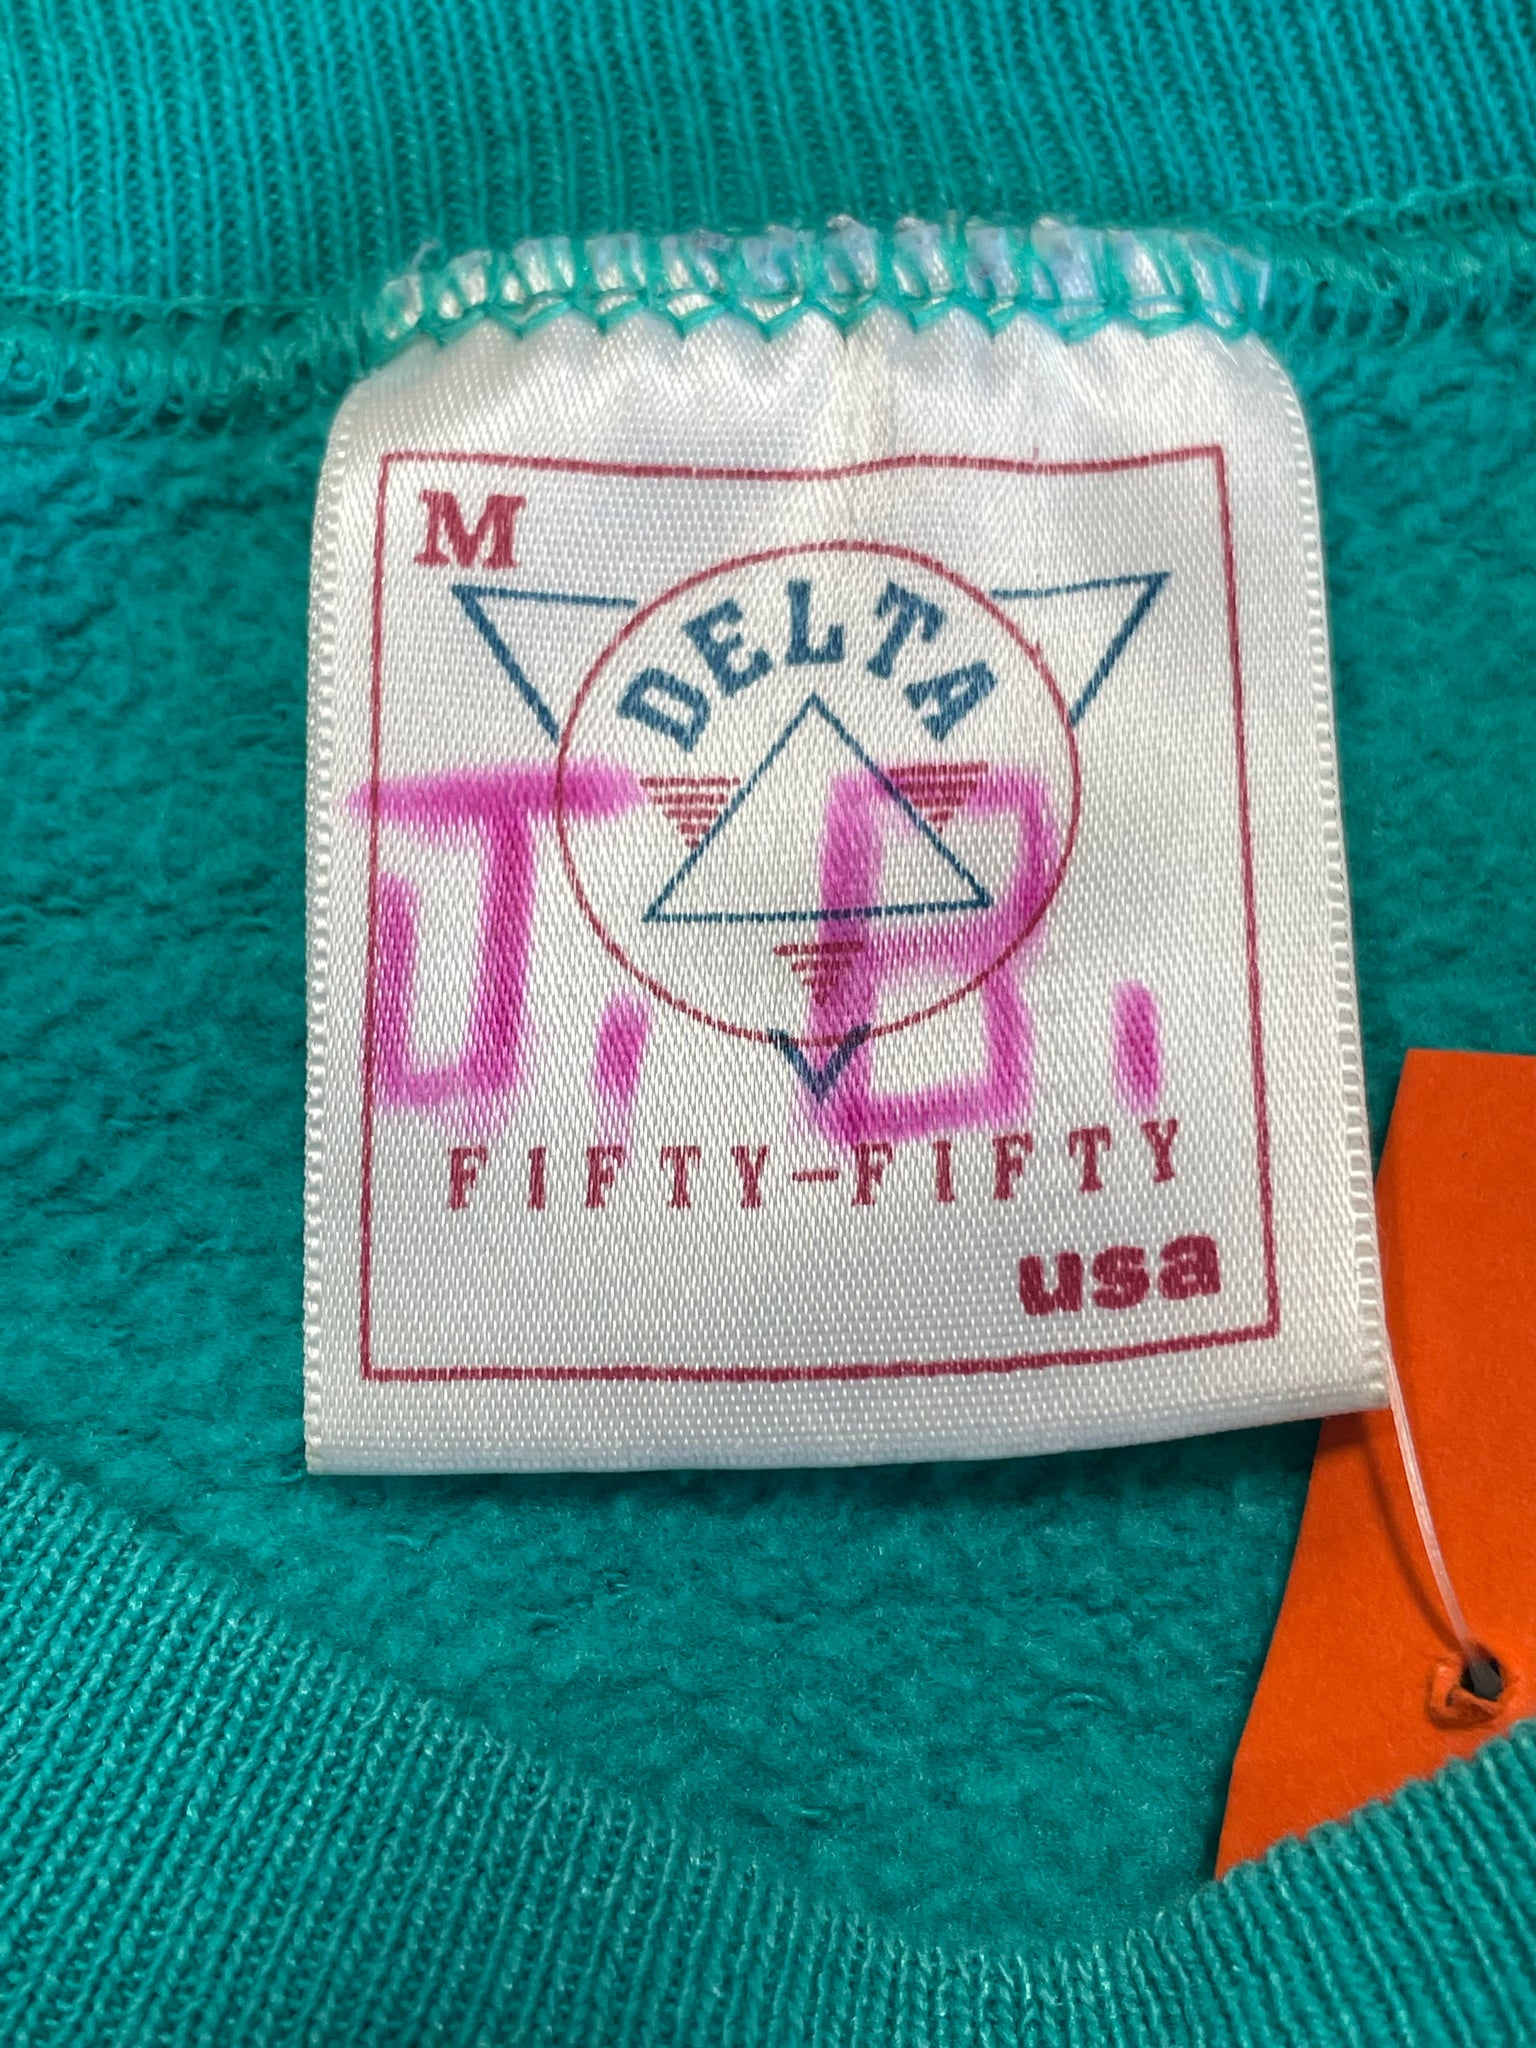 M
DELTA
J. B.
FIFTY-FIFTY
usa